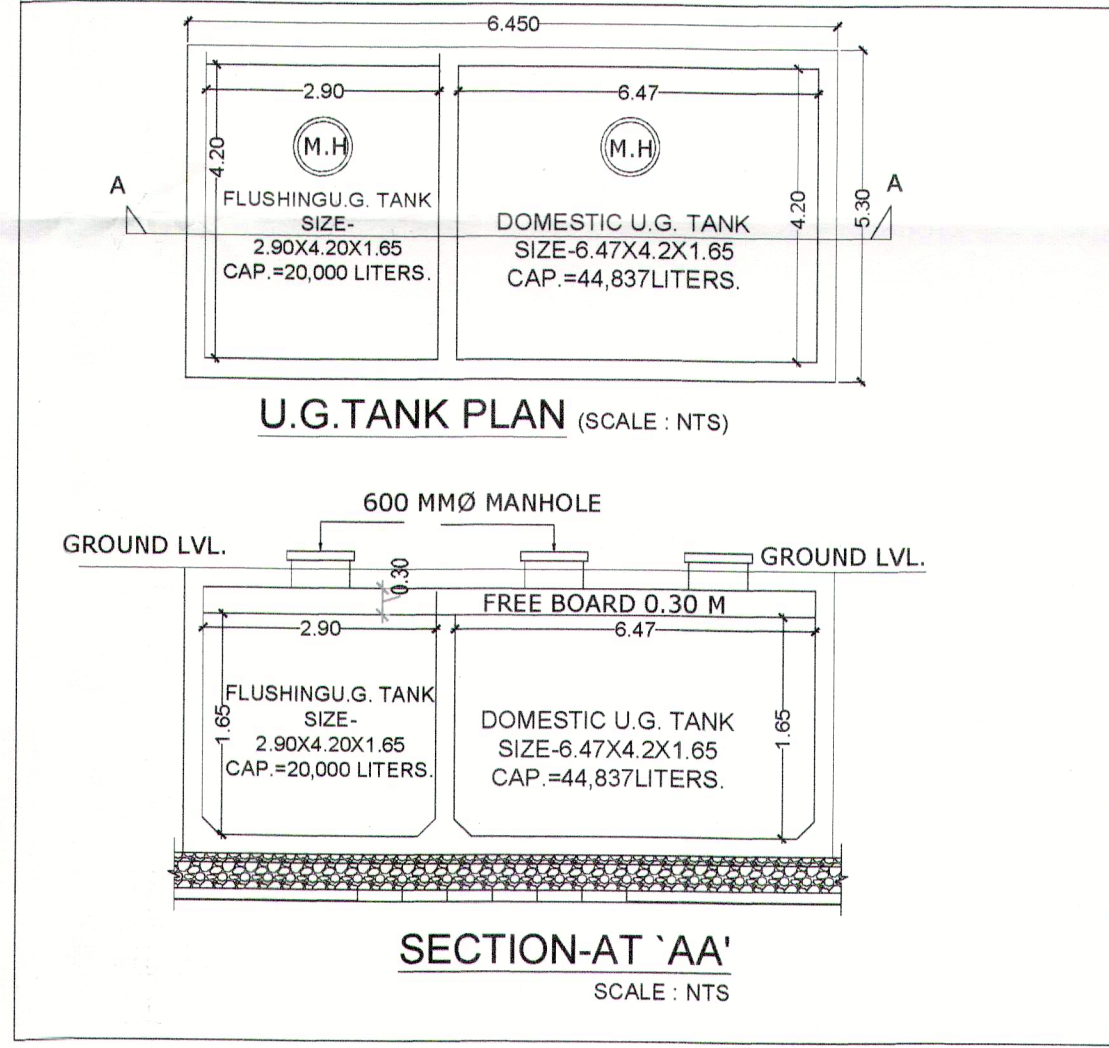 6.450
2.90
6.47
4.20
M.H
M.H
A
A
4.20
5.30
FLUSHINGU.G. TANK
SIZE-
2.90X4.20X1.65
CAP.=20,000 LITERS.
DOMESTIC U.G. TANK
SIZE-6.47X4.2X1.65
CAP.=44,837LITERS.
U.G.TANK PLAN (SCALE : NTS)
600 MMØ MANHOLE
GROUND LVL.
GROUND LVL.
0.30
FREE BOARD 0.30 M
2.90
6.47
1.65
FLUSHINGU.G. TANK
SIZE-
2.90X4.20X1.65
CAP.=20,000 LITERS.
DOMESTIC U.G. TANK
SIZE-6.47X4.2X1.65
CAP.=44,837LITERS.
1.65
SECTION-AT `AA'
SCALE : NTS